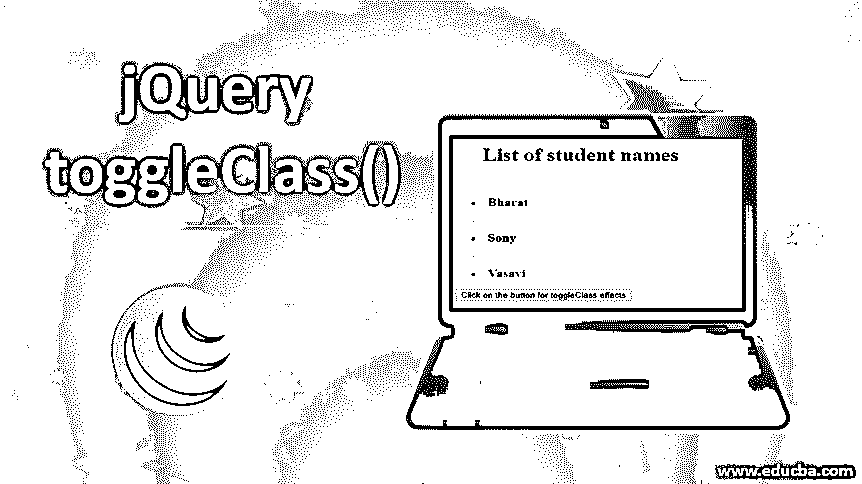 jQuery
toggleClass()
List of student names
Bharat
Sony
Vasavi
Click on the button for toggleClass effects
www.educba.com